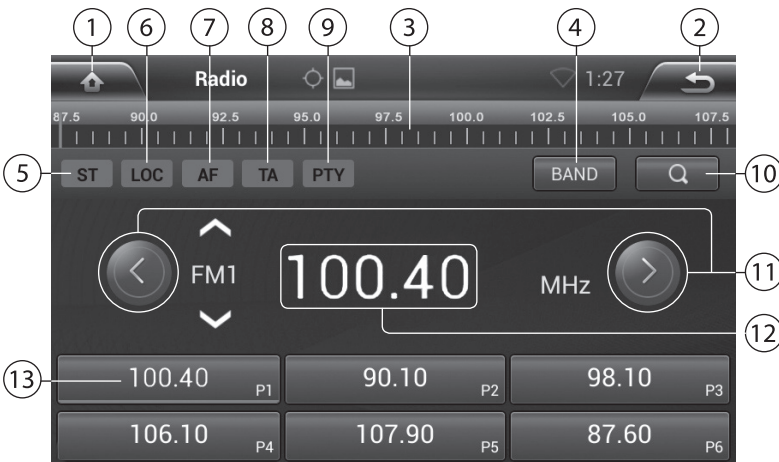 1 6 7 8 9 3 4 2
Radio 1:27
87.5 90.0 92.5 95.0 97.5 100.0 102.5 105.0 107.5
5 ST LOC AF TA PTY BAND 10
FM1 100.40 MHz 11
12
13 100.40 P1 90.10 P2 98.10 P3
106.10 P4 107.90 P5 87.60 P6